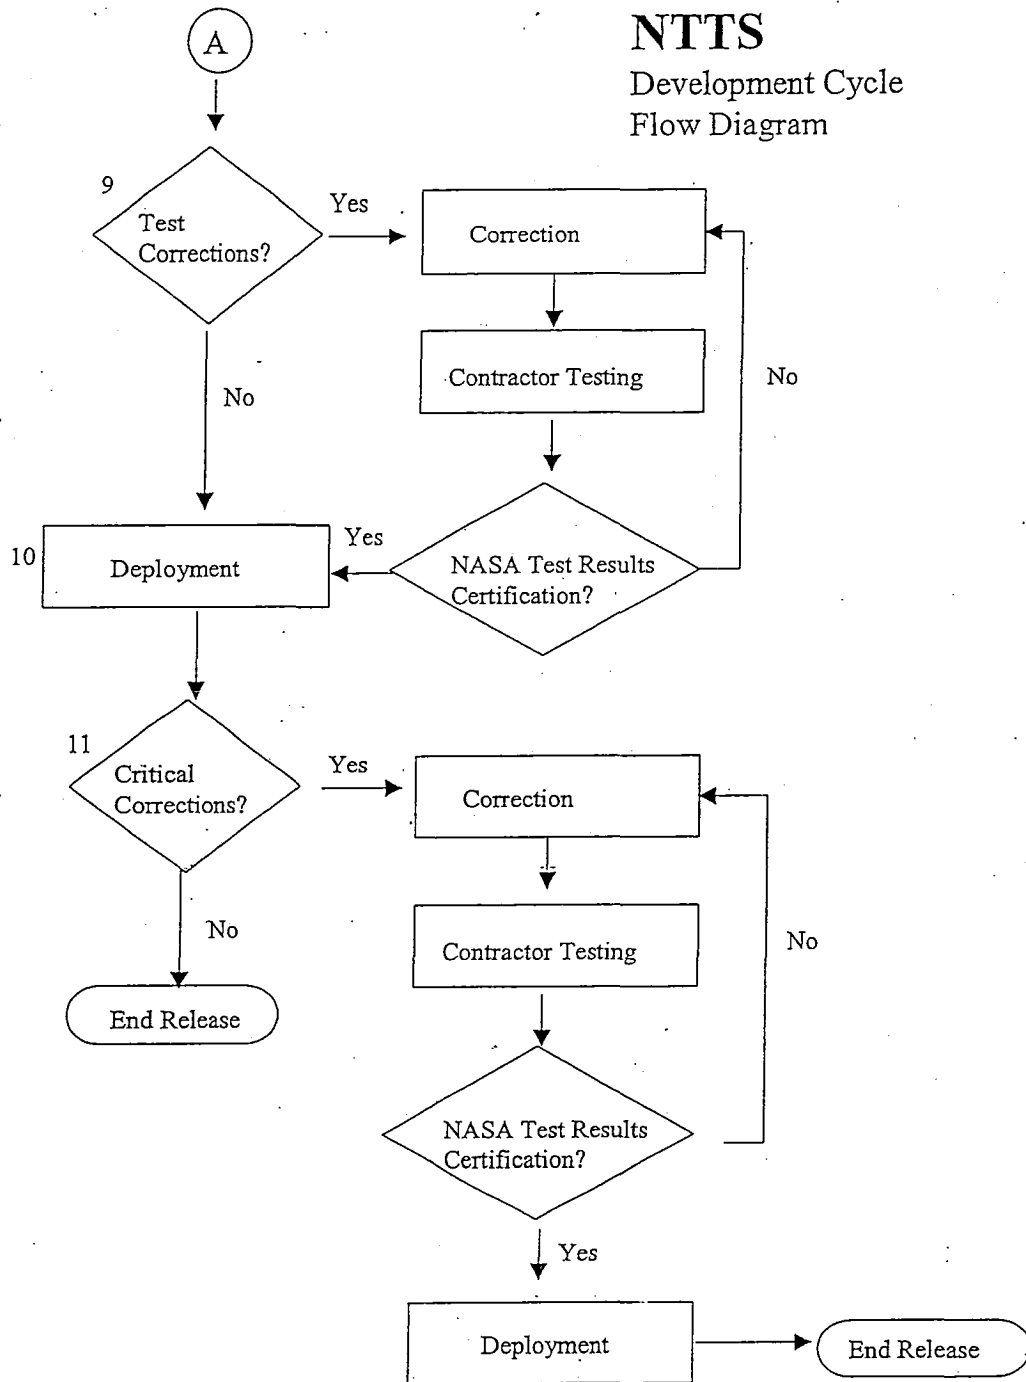 A
NTTS
Development Cycle
Flow Diagram
9
Test
Corrections?
Yes
Correction
Contractor Testing
No
No
10
Deployment
Yes
NASA Test Results
Certification?
11
Critical
Corrections?
Yes
Correction
No
Contractor Testing
No
End Release
NASA Test Results
Certification?
Yes
Deployment
End Release